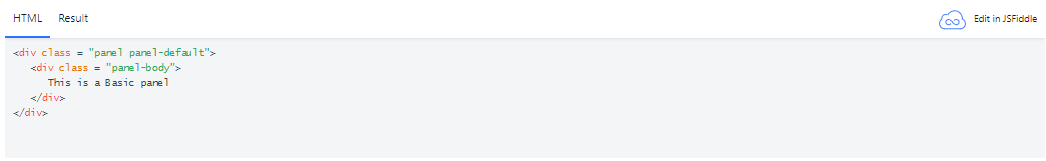 HTML Result Edit in JSFiddle
<div class = "panel panel-default">
   <div class = "panel-body">
      This is a Basic panel
   </div>
</div>